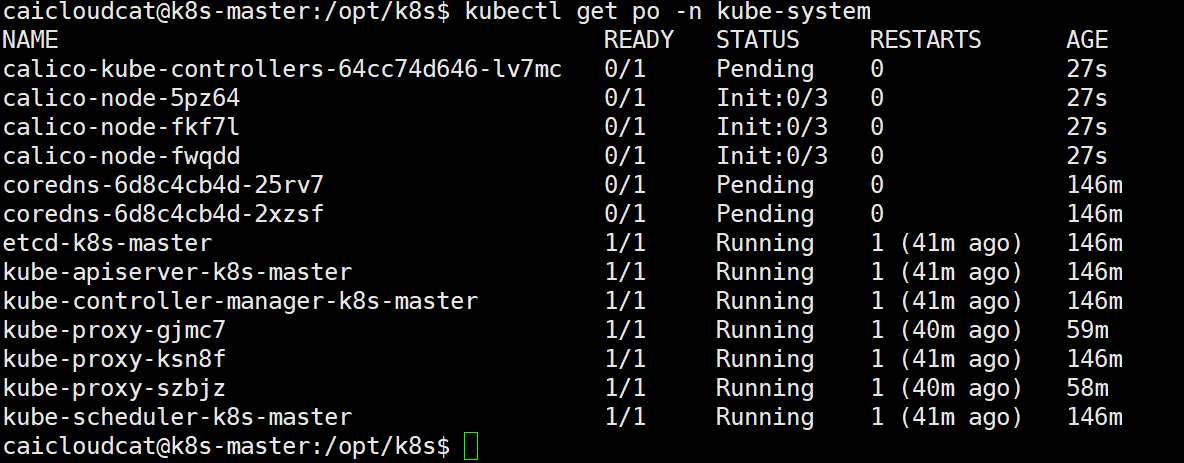 caicloudcat@k8s-master:/opt/k8s$ kubectl get po -n kube-system
NAME                                       READY   STATUS     RESTARTS      AGE
calico-kube-controllers-64cc74d646-lv7mc   0/1     Pending    0             27s
calico-node-5pz64                          0/1     Init:0/3   0             27s
calico-node-fkf7l                          0/1     Init:0/3   0             27s
calico-node-fwqdd                          0/1     Init:0/3   0             27s
coredns-6d8c4cb4d-25rv7                    0/1     Pending    0             146m
coredns-6d8c4cb4d-2xzsf                    0/1     Pending    0             146m
etcd-k8s-master                            1/1     Running    1 (41m ago)   146m
kube-apiserver-k8s-master                  1/1     Running    1 (41m ago)   146m
kube-controller-manager-k8s-master         1/1     Running    1 (41m ago)   146m
kube-proxy-gjmc7                           1/1     Running    1 (40m ago)   59m
kube-proxy-ksn8f                           1/1     Running    1 (41m ago)   146m
kube-proxy-szbjz                           1/1     Running    1 (40m ago)   58m
kube-scheduler-k8s-master                  1/1     Running    1 (41m ago)   146m
caicloudcat@k8s-master:/opt/k8s$